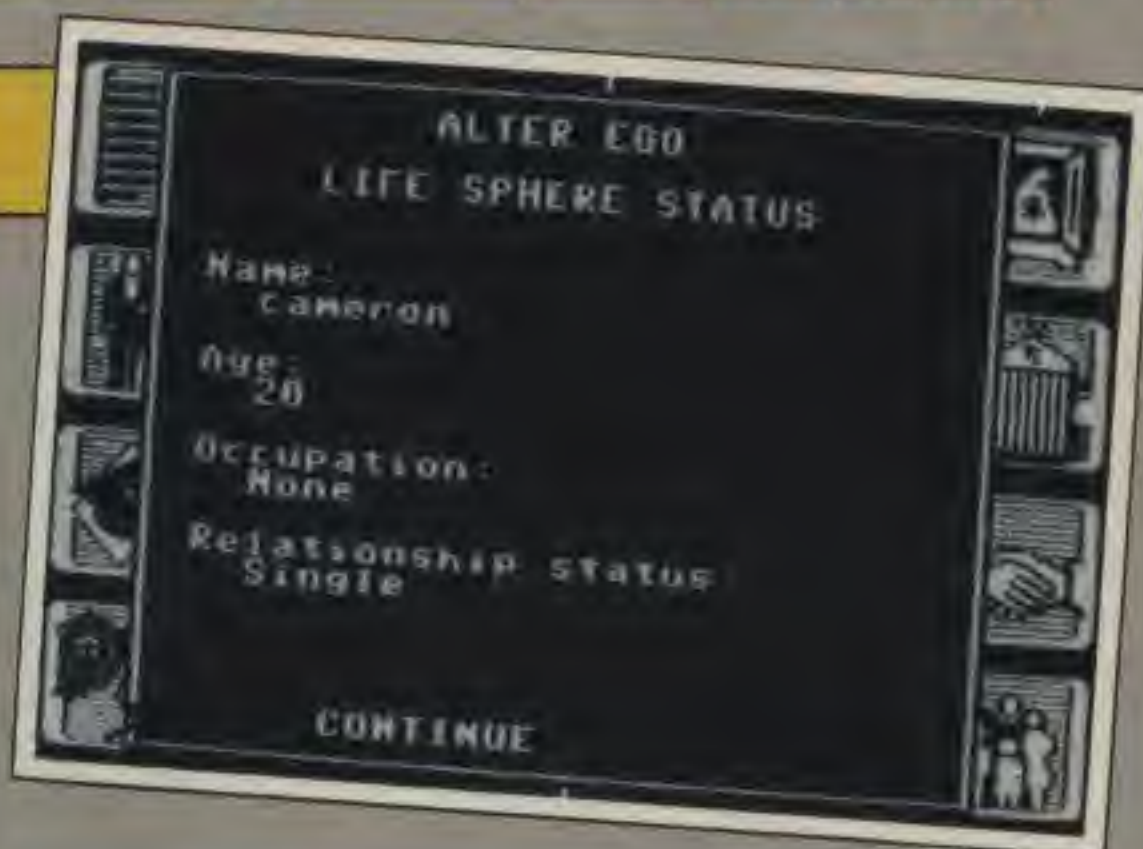 ALTER EGO
LIFE SPHERE STATUS
Name:
cameron
Age:
20
Occupation:
None
Relationship status
Single
CONTINUE